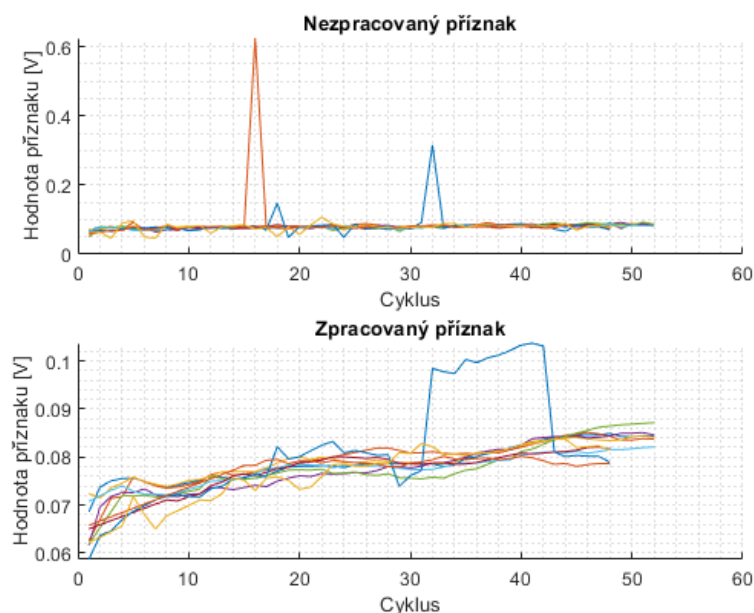 Nezpracovaný příznak
Hodnota příznaku [V]
0.6
0.4
0.2
0
0 10 20 30 40 50 60
Cyklus
Zpracovaný příznak
Hodnota příznaku [V]
0.1
0.09
0.08
0.07
0.06
0 10 20 30 40 50 60
Cyklus